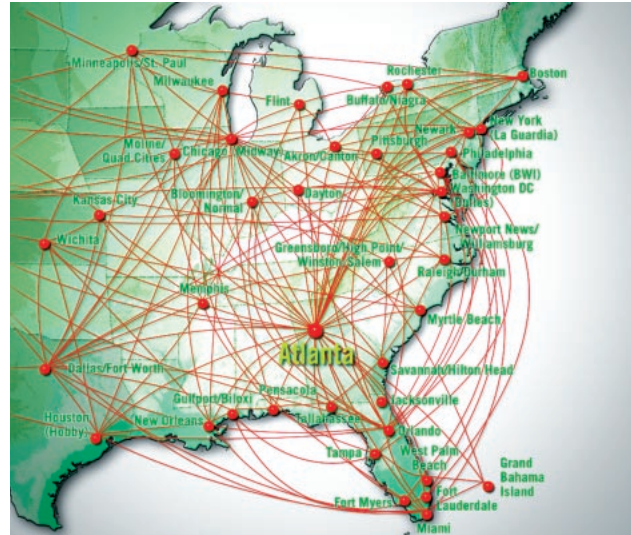 Minneapolis/St. Paul
Milwaukee
Flint
Rochester
Buffalo/Niagra
Boston
Moline/
Quad Cities
Chicago (Midway)
Akron/Canton
Pinsburgh
Newark
New York
(La Guardia)
Philadelphia
Baltimore (BWI)
Washington DC
(Dulles)
Kansas City
Bloomington/
Normal
Dayton
Wichita
Greensboro/High Point/
Winston-Salem
Newport News/
Williamsburg
Raleigh/Durham
Memphis
Myrtle Beach
Atlanta
Dallas/Fort Worth
Savannah/Hilton Head
Gulfport/Biloxi
Pensacola
Jacksonville
Houston
(Hobby)
New Orleans
Tallahassee
Orlando
Tampa
West Palm
Beach
Grand
Bahama
Island
Fort Myers
Fort
Lauderdale
Miami